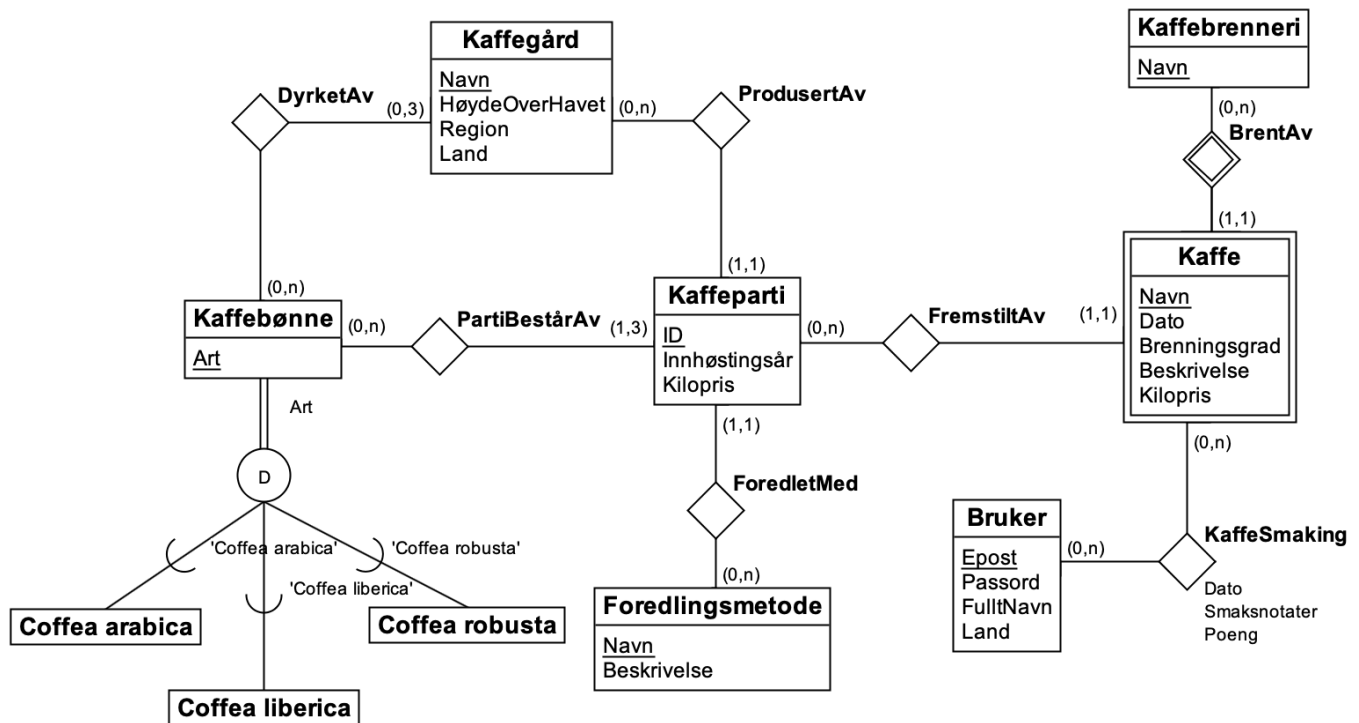 Kaffegård
Navn
HøydeOverHavet
Region
Land
Kaffebrenneri
Navn
DyrketAv
(0,3)
(0,n)
ProdusertAv
(0,n)
BrentAv
(1,1)
Kaffe
Navn
Dato
Brenningsgrad
Beskrivelse
Kilopris
(0,n)
Kaffebønne
Art
(0,n)
PartiBestårAv
(1,3)
(1,1)
Kaffeparti
ID
Innhøstingsår
Kilopris
(0,n)
FremstiltAv
(1,1)
(1,1)
ForedletMed
(0,n)
Foredlingsmetode
Navn
Beskrivelse
Art
D
'Coffea arabica'
'Coffea robusta'
'Coffea liberica'
Coffea arabica
Coffea robusta
Coffea liberica
(0,n)
Bruker
Epost
Passord
FulltNavn
Land
(0,n)
KaffeSmaking
Dato
Smaksnotater
Poeng